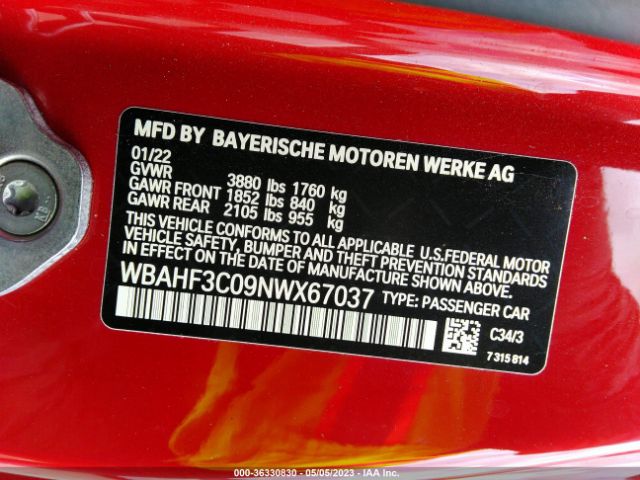 MFD BY BAYERISCHE MOTOREN WERKE AG
01/22
GVWR 3880 lbs 1760 kg
GAWR FRONT 1852 lbs 840 kg
GAWR REAR 2105 lbs 955 kg
THIS VEHICLE CONFORMS TO ALL APPLICABLE U.S.FEDERAL MOTOR
VEHICLE SAFETY, BUMPER AND THEFT PREVENTION STANDARDS
IN EFFECT ON THE DATE OF MANUFACTURE SHOWN ABOVE.
WBAHF3C09NWX67037 TYPE: PASSENGER CAR
C34/3
7 315 814
000-36330830 - 05/05/2023 - IAA Inc.